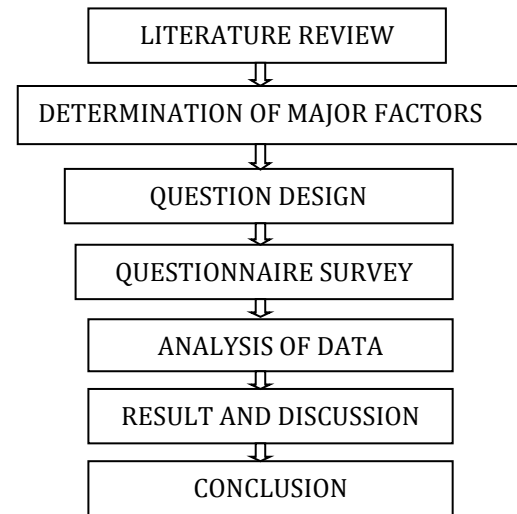 LITERATURE REVIEW
DETERMINATION OF MAJOR FACTORS
QUESTION DESIGN
QUESTIONNAIRE SURVEY
ANALYSIS OF DATA
RESULT AND DISCUSSION
CONCLUSION